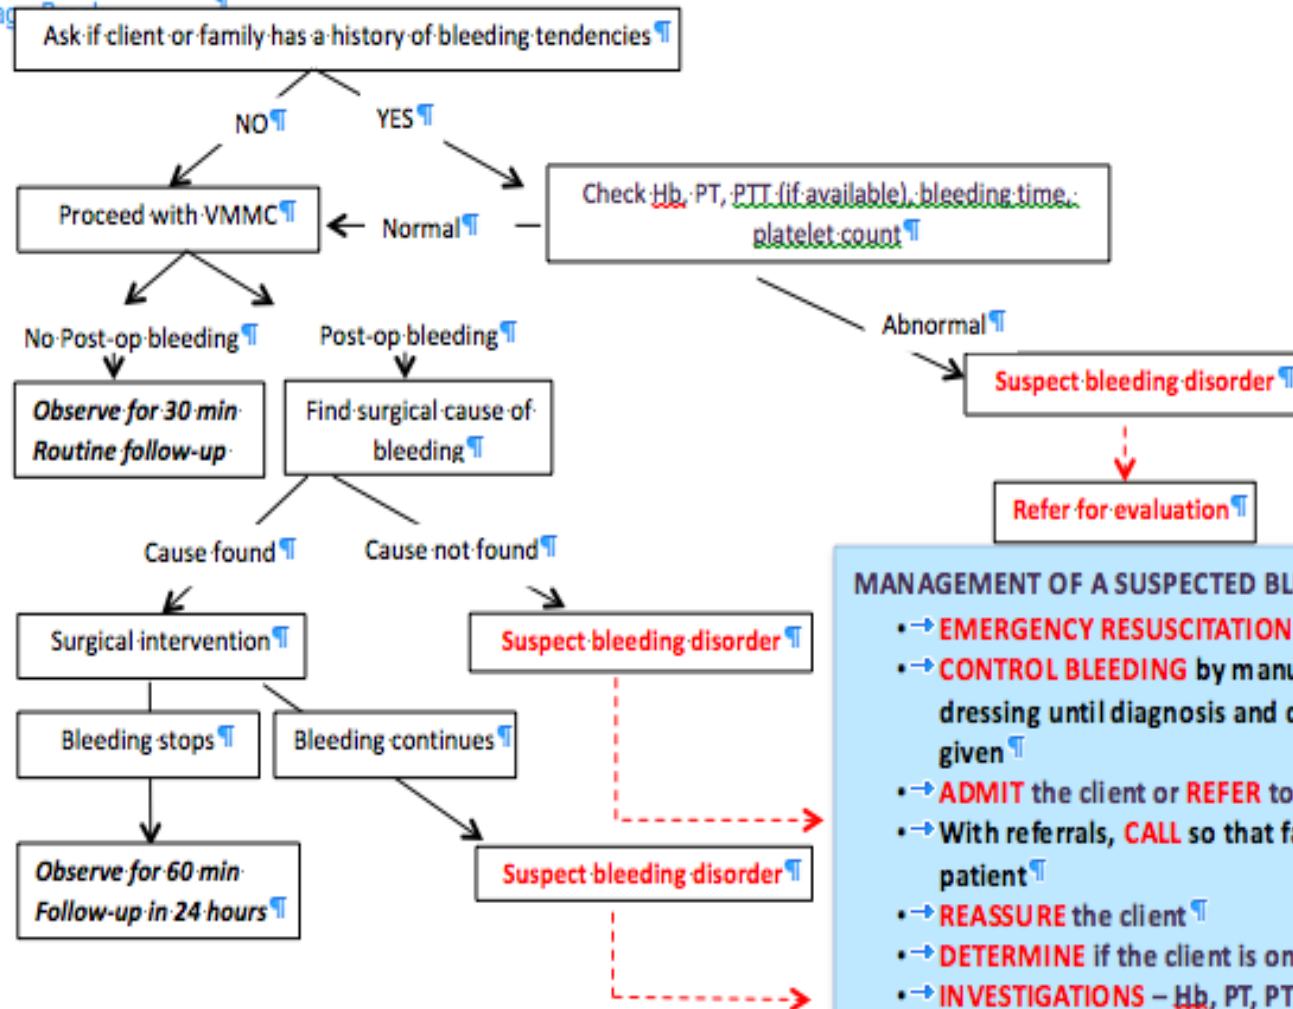 Ask if client or family has a history of bleeding tendencies
NO
YES
Check Hb, PT, PTT (if available), bleeding time,
platelet count
Proceed with VMMC
Normal
Abnormal
No Post-op bleeding
Post-op bleeding
Suspect bleeding disorder
Observe for 30 min
Routine follow-up
Find surgical cause of
bleeding
Refer for evaluation
Cause found
Cause not found
Surgical intervention
Suspect bleeding disorder
Bleeding stops
Bleeding continues
Observe for 60 min
Follow-up in 24 hours
Suspect bleeding disorder
MANAGEMENT OF A SUSPECTED
EMERGENCY RESUSCITATION
CONTROL BLEEDING by
dressing until diagnosis and
given
ADMIT the client or REFER to
With referrals, CALL so that
patient
REASSURE the client
DETERMINE if the client is on
INVESTIGATIONS – Hb, PT,